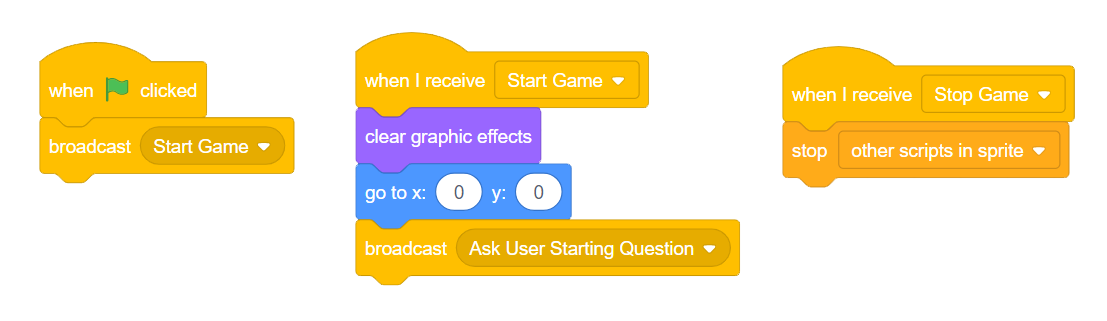 when clicked
broadcast Start Game
when I receive Start Game
clear graphic effects
go to x: 0 y: 0
broadcast Ask User Starting Question
when I receive Stop Game
stop other scripts in sprite